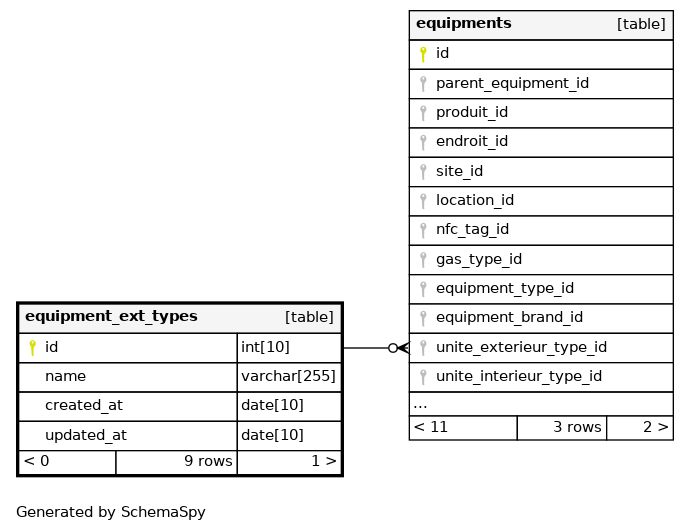 equipments [table]
id
parent_equipment_id
produit_id
endroit_id
site_id
location_id
nfc_tag_id
gas_type_id
equipment_type_id
equipment_brand_id
unite_exterieur_type_id
unite_interieur_type_id
...
< 11 3 rows 2 >
equipment_ext_types [table]
id int[10]
name varchar[255]
created_at date[10]
updated_at date[10]
< 0 9 rows 1 >
Generated by SchemaSpy